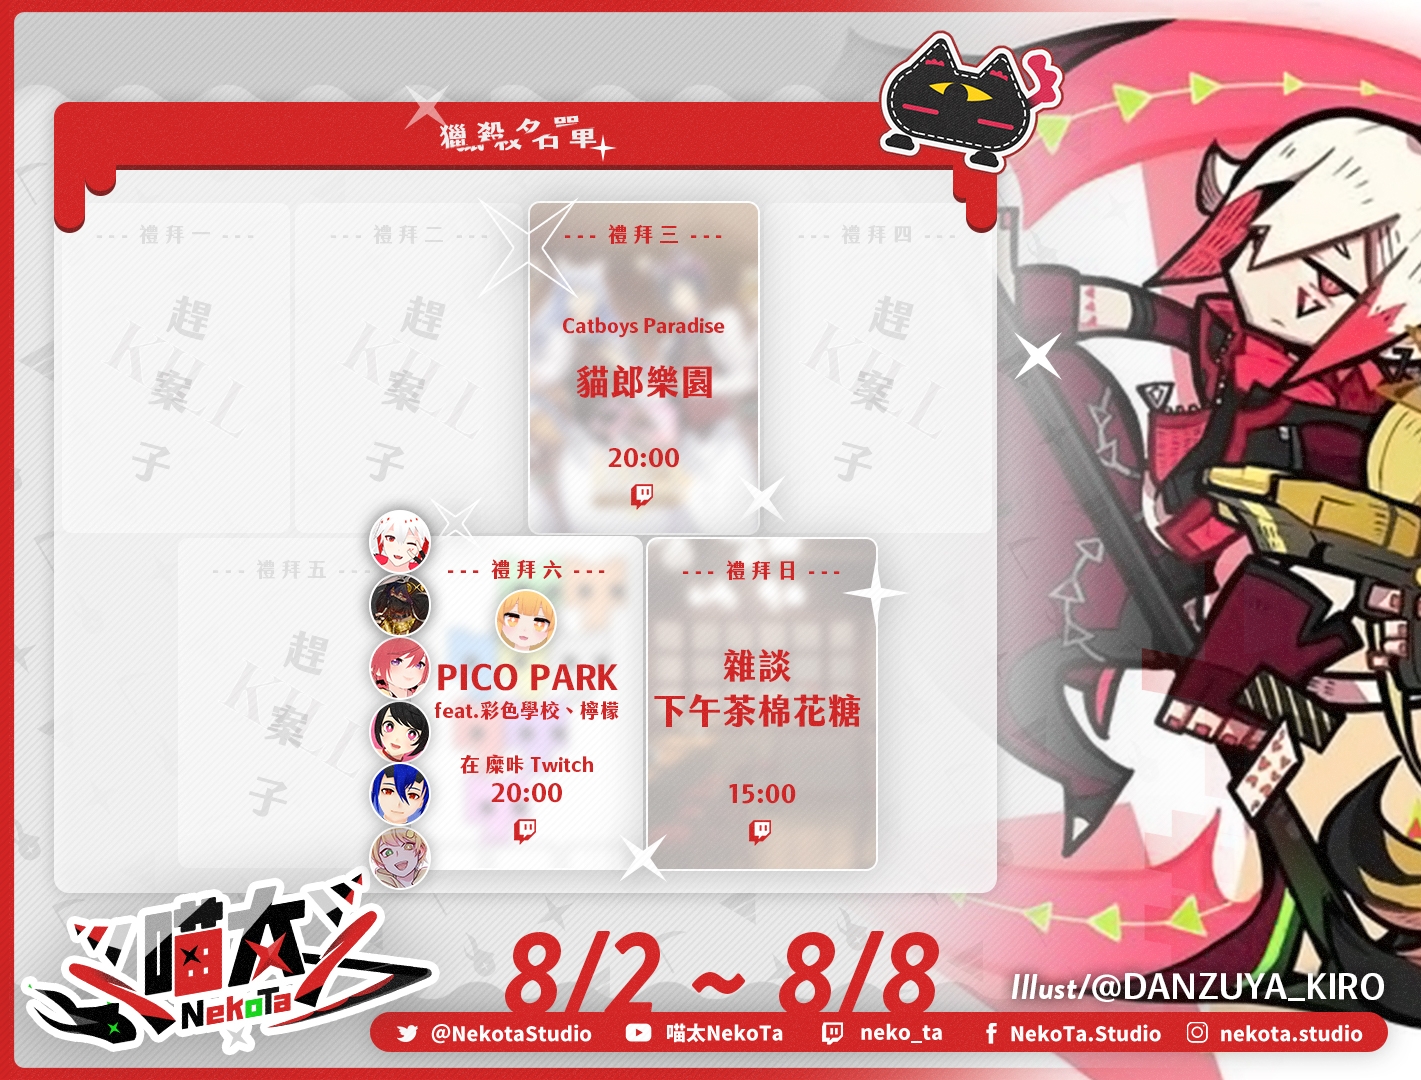 獵殺名單
--- 禮拜一 ---
趕
KILL
案
子
--- 禮拜二 ---
趕
KILL
案
子
--- 禮拜三 ---
Catboys Paradise
貓郎樂園
20:00
--- 禮拜四 ---
趕
KILL
案
子
--- 禮拜五 ---
趕
KILL
案
子
--- 禮拜六 ---
PICO PARK
feat.彩色學校、檸檬
在 糜咔 Twitch
20:00
--- 禮拜日 ---
雜談
下午茶棉花糖
15:00
喵太
NekoTa
8/2 ~ 8/8
Illust/@DANZUYA_KIRO
@NekotaStudio 喵太NekoTa neko_ta NekoTa.Studio nekota.studio